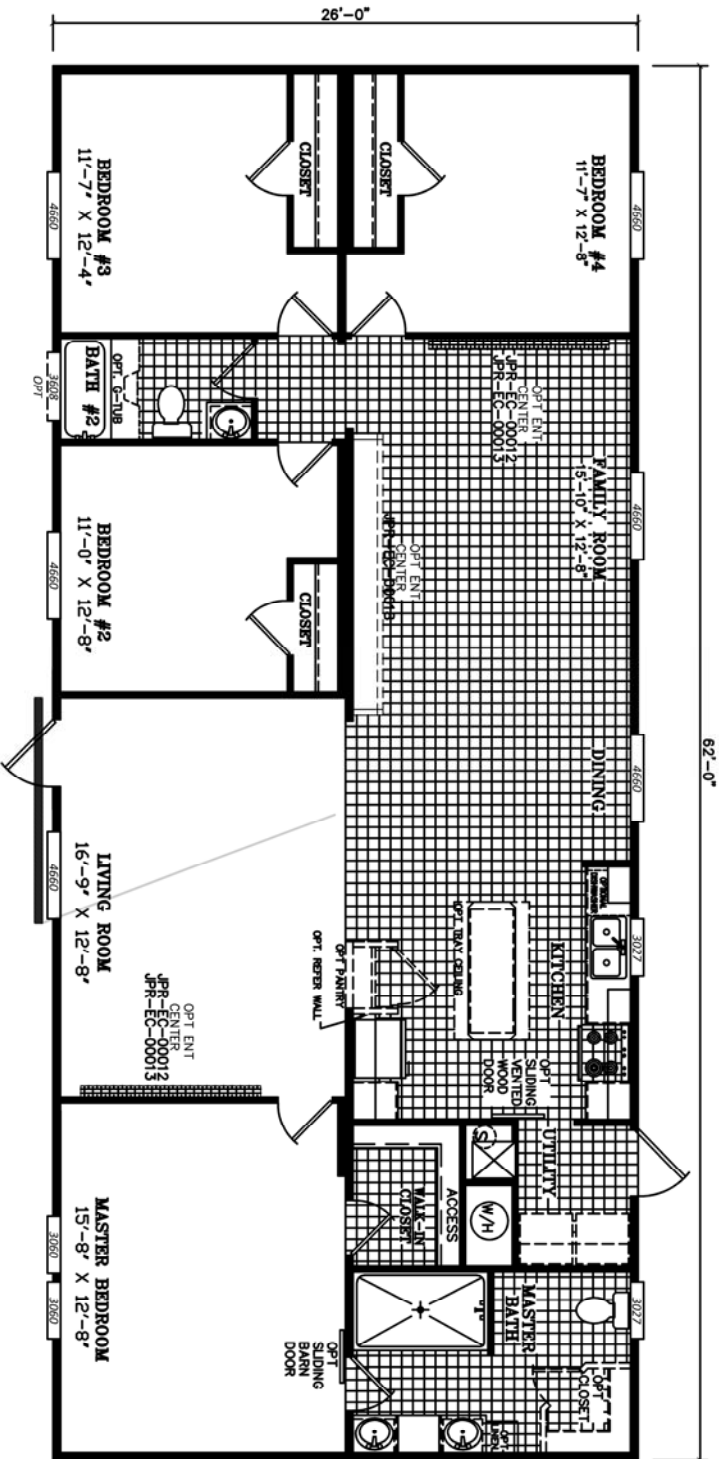 26'-0"
62'-0"
BEDROOM #4
11'-7" X 12'-8"
4660
CLOSET
CLOSET
BEDROOM #3
11'-7" X 12'-4"
4660
OPT ENT
CENTER
JPR-EC-00012
JPR-EC-00013
FAMILY ROOM
15'-10" X 12'-8"
4660
OPT. G-TUB
BATH #2
3608
OPT
OPT ENT
CENTER
BEDROOM #2
11'-0" X 12'-8"
4660
CLOSET
DINING
4660
LIVING ROOM
16'-9" X 12'-8"
4660
OPT ENT
CENTER
JPR-EC-00012
JPR-EC-00013
OPTIONAL
DISHWASHER
3027
KITCHEN
OPT TRAY CEILING
OPT PANTRY
OPT. REFER WALL
OPT
SLIDING
VENTED
WOOD
DOOR
UTILITY
S
W/H
ACCESS
WALK-IN
CLOSET
MASTER
BATH
3027
OPT
CLOSET
OPT.
LINEN
OPT
SLIDING
BARN
DOOR
MASTER BEDROOM
15'-8" X 12'-8"
3060
3060